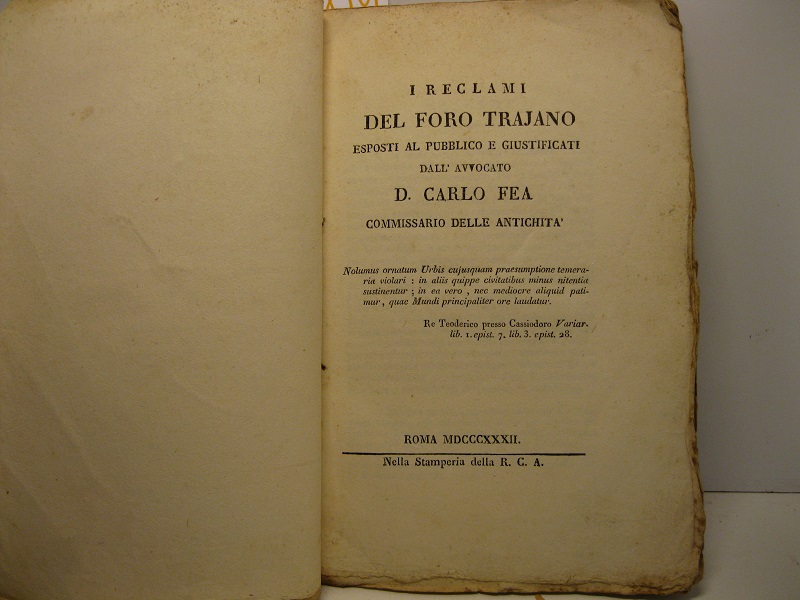 I RECLAMI
DEL FORO TRAJANO
ESPOSTI AL PUBBLICO E GIUSTIFICATI
DALL' AVVOCATO
D. CARLO FEA
COMMISSARIO DELLE ANTICHITA'
Nolumus ornatum Urbis cujusquam praesumptione temera-
ria violari : in aliis quippe civitatibus minus nitentia
sustinentur ; in ea vero , nec mediocre aliquid pati-
mur , quae Mundi principaliter ore laudatur.
Re Teoderico presso Cassiodoro Variar.
lib. 1. epist. 7. lib. 3. epist. 28.
ROMA MDCCCXXXII.
Nella Stamperia della R. C. A.